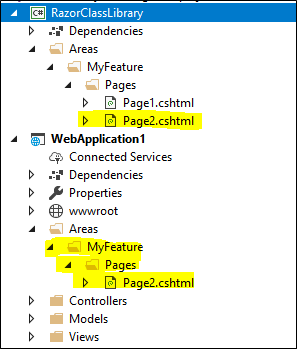 C# RazorClassLibrary
Dependencies
Areas
MyFeature
Pages
Page1.cshtml
Page2.cshtml
WebApplication1
Connected Services
Dependencies
Properties
wwwroot
Areas
MyFeature
Pages
Page2.cshtml
Controllers
Models
Views